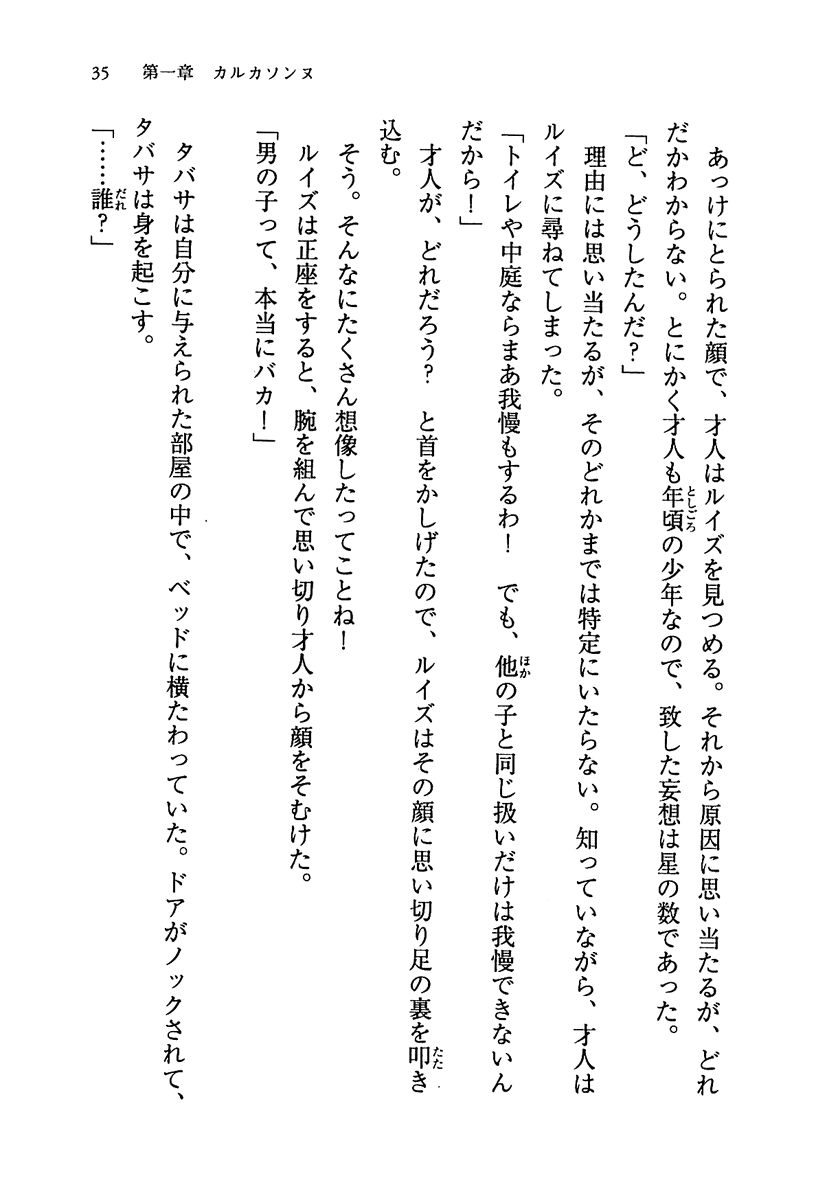 35　第一章　カルカソンヌ
　あっけにとられた顔で、才人はルイズを見つめる。それから原因に思い当たるが、どれ
だかわからない。とにかく才人も年頃の少年なので、致した妄想は星の数であった。
「ど、どうしたんだ？」
　理由には思い当たるが、そのどれかまでは特定にいたらない。知っていながら、才人は
ルイズに尋ねてしまった。
「トイレや中庭ならまあ我慢もするわ！　でも、他の子と同じ扱いだけは我慢できないん
だから！」
　才人が、どれだろう？　と首をかしげたので、ルイズはその顔に思い切り足の裏を叩き
込む。
　そう。そんなにたくさん想像したってことね！
　ルイズは正座をすると、腕を組んで思い切り才人から顔をそむけた。
「男の子って、本当にバカ！」
　タバサは自分に与えられた部屋の中で、ベッドに横たわっていた。ドアがノックされて、
タバサは身を起こす。
「……誰？」